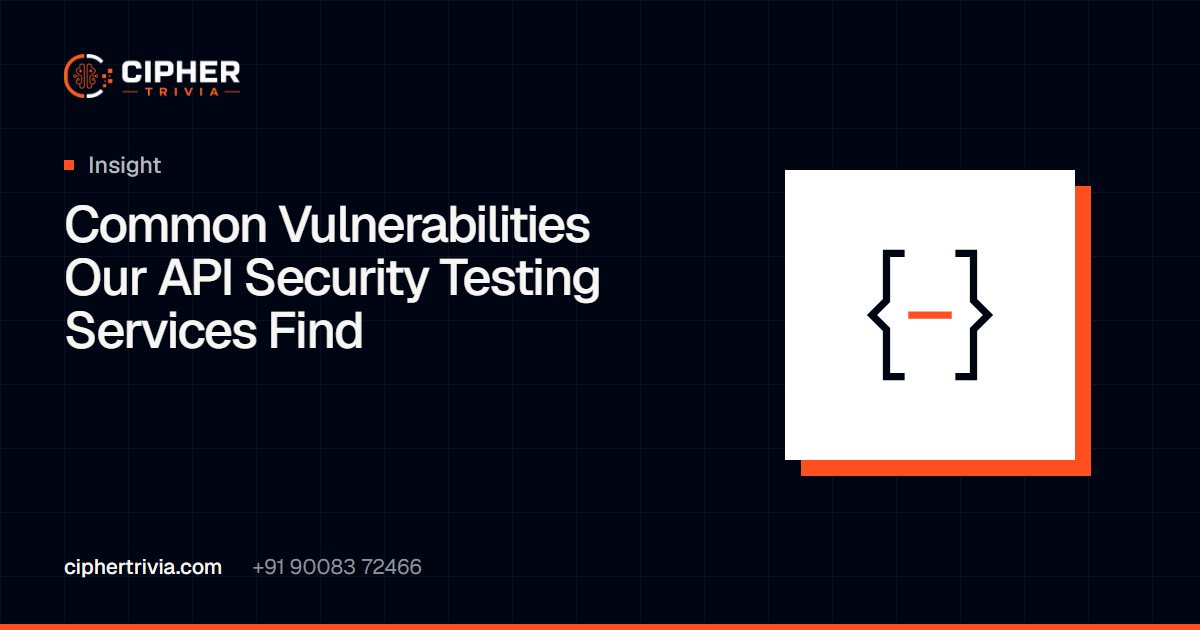 CIPHER
TRIVIA
Insight
Common Vulnerabilities
Our API Security Testing
Services Find
{-}
ciphertrivia.com +91 90083 72466